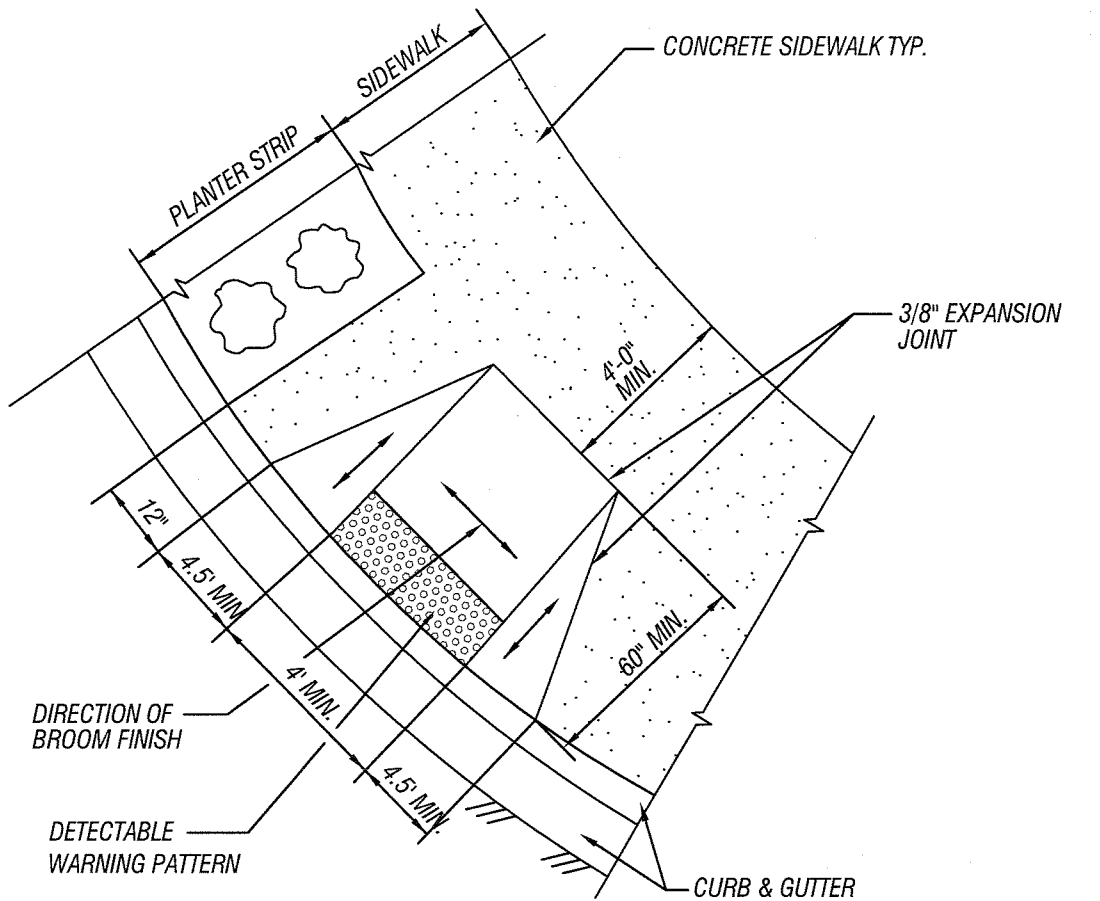 SIDEWALK
CONCRETE SIDEWALK TYP.
PLANTER STRIP
3/8" EXPANSION
JOINT
4'-0"
MIN.
12"
4.5' MIN.
60" MIN.
4' MIN.
DIRECTION OF
BROOM FINISH
4.5' MIN.
DETECTABLE
WARNING PATTERN
CURB & GUTTER